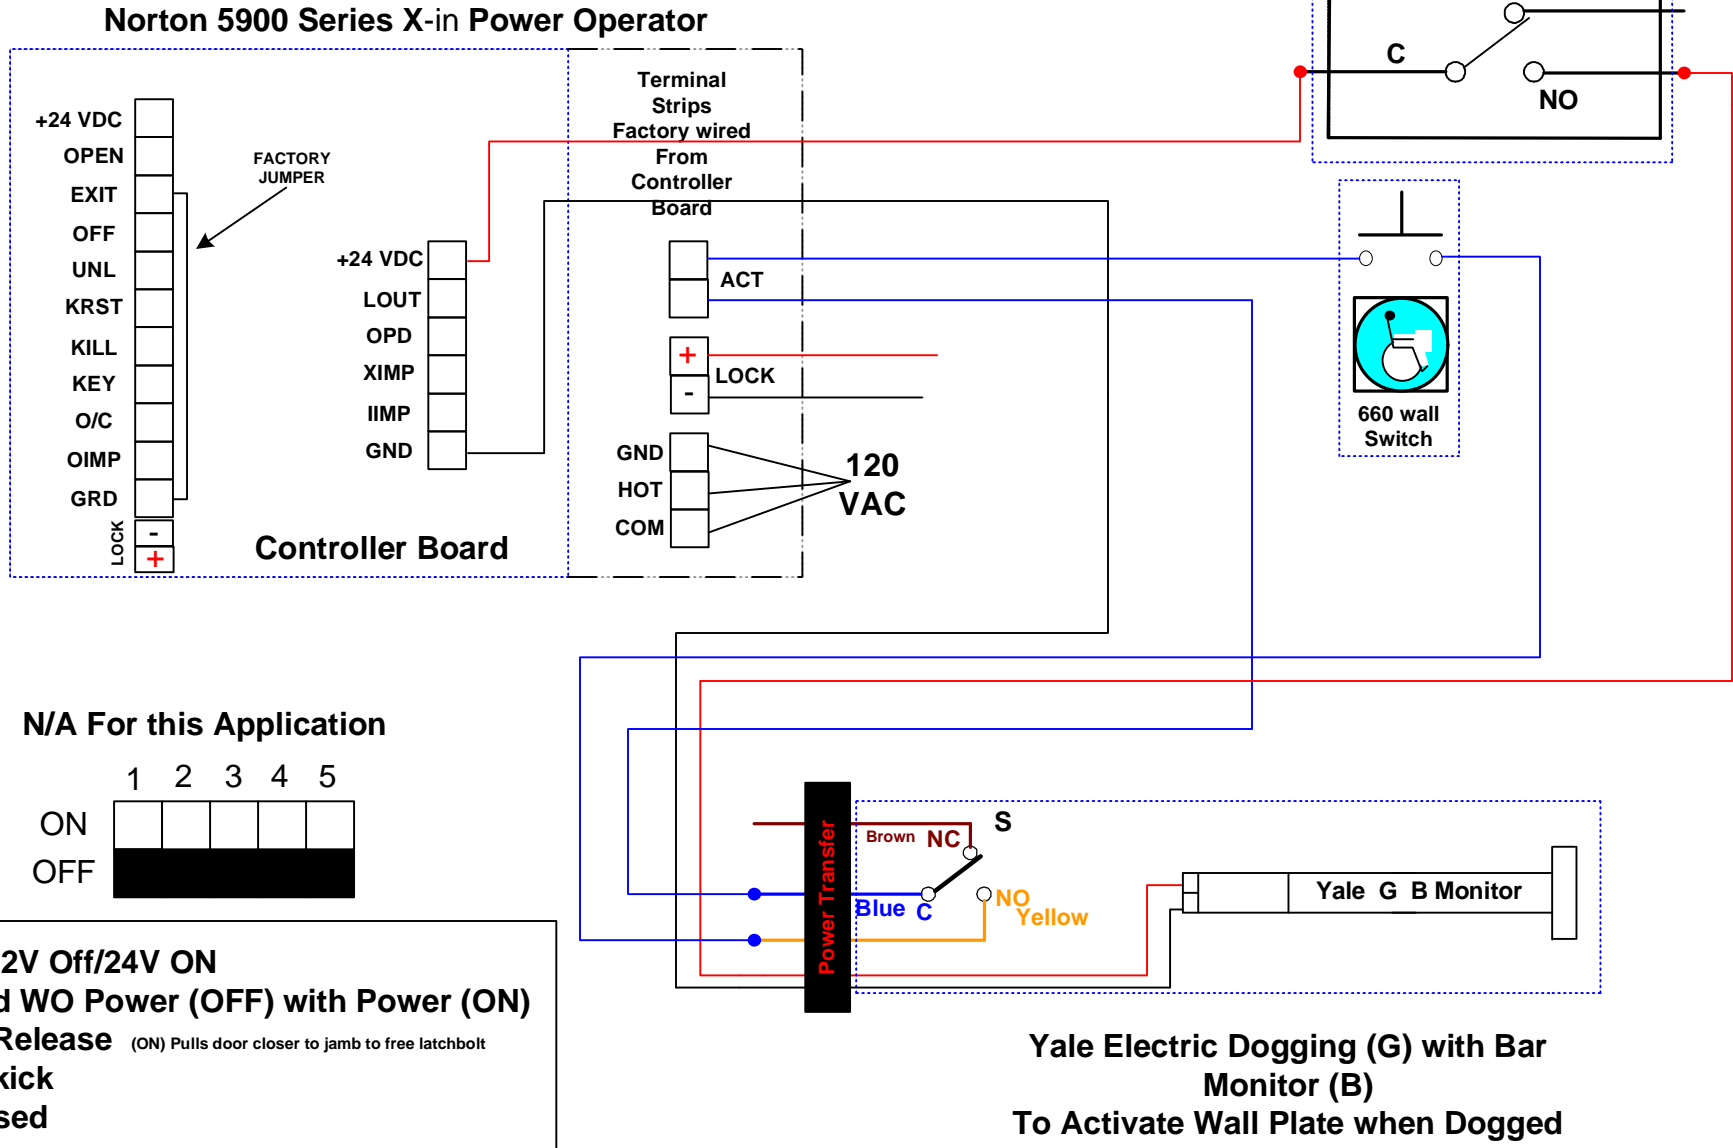 Norton 5900 Series X-in Power Operator
C
NO
Terminal
Strips
Factory wired
From
Controller
Board
+24 VDC
OPEN
EXIT
OFF
UNL
KRST
KILL
KEY
O/C
OIMP
GRD
LOCK
-
+
FACTORY
JUMPER
+24 VDC
LOUT
OPD
XIMP
IIMP
GND
Controller Board
ACT
+
-
LOCK
GND
HOT
COM
120
VAC
660 wall
Switch
N/A For this Application
1 2 3 4 5
ON
OFF
2V Off/24V ON
d WO Power (OFF) with Power (ON)
Release (ON) Pulls door closer to jamb to free latchbolt
kick
sed
Power Transfer
Brown NC
S
Blue C
NO
Yellow
Yale G B Monitor
Yale Electric Dogging (G) with Bar
Monitor (B)
To Activate Wall Plate when Dogged